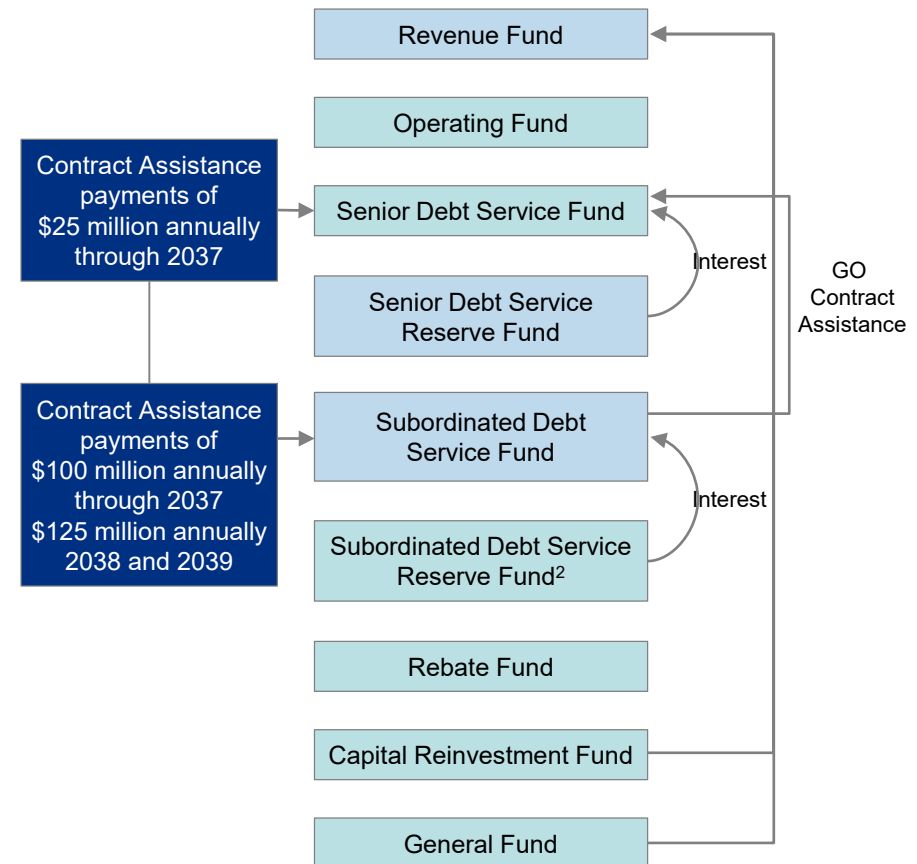 Revenue Fund
Operating Fund
Contract Assistance
payments of
$25 million annually
through 2037
Senior Debt Service Fund
Interest
GO
Contract
Assistance
Senior Debt Service
Reserve Fund
Contract Assistance
payments of
$100 million annually
through 2037
$125 million annually
2038 and 2039
Subordinated Debt
Service Fund
Interest
Subordinated Debt Service
Reserve Fund²
Rebate Fund
Capital Reinvestment Fund
General Fund